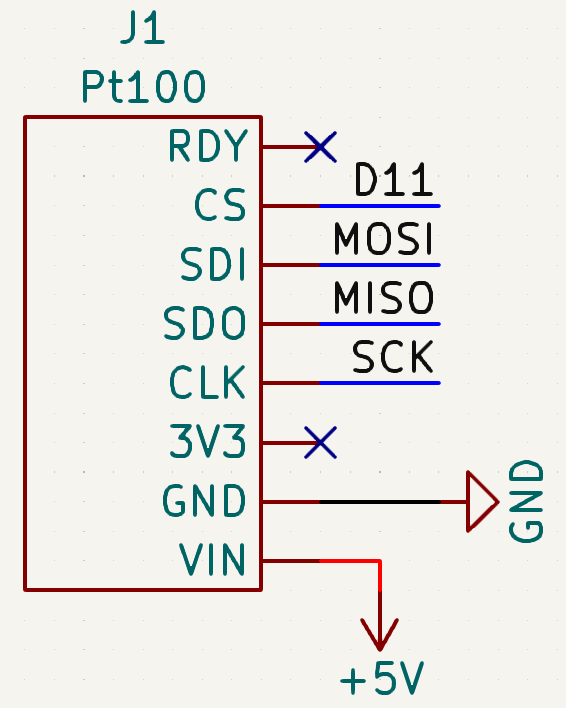 J1
Pt100
RDY
CS D11
SDI MOSI
SDO MISO
CLK SCK
3V3
GND GND
VIN
+5V